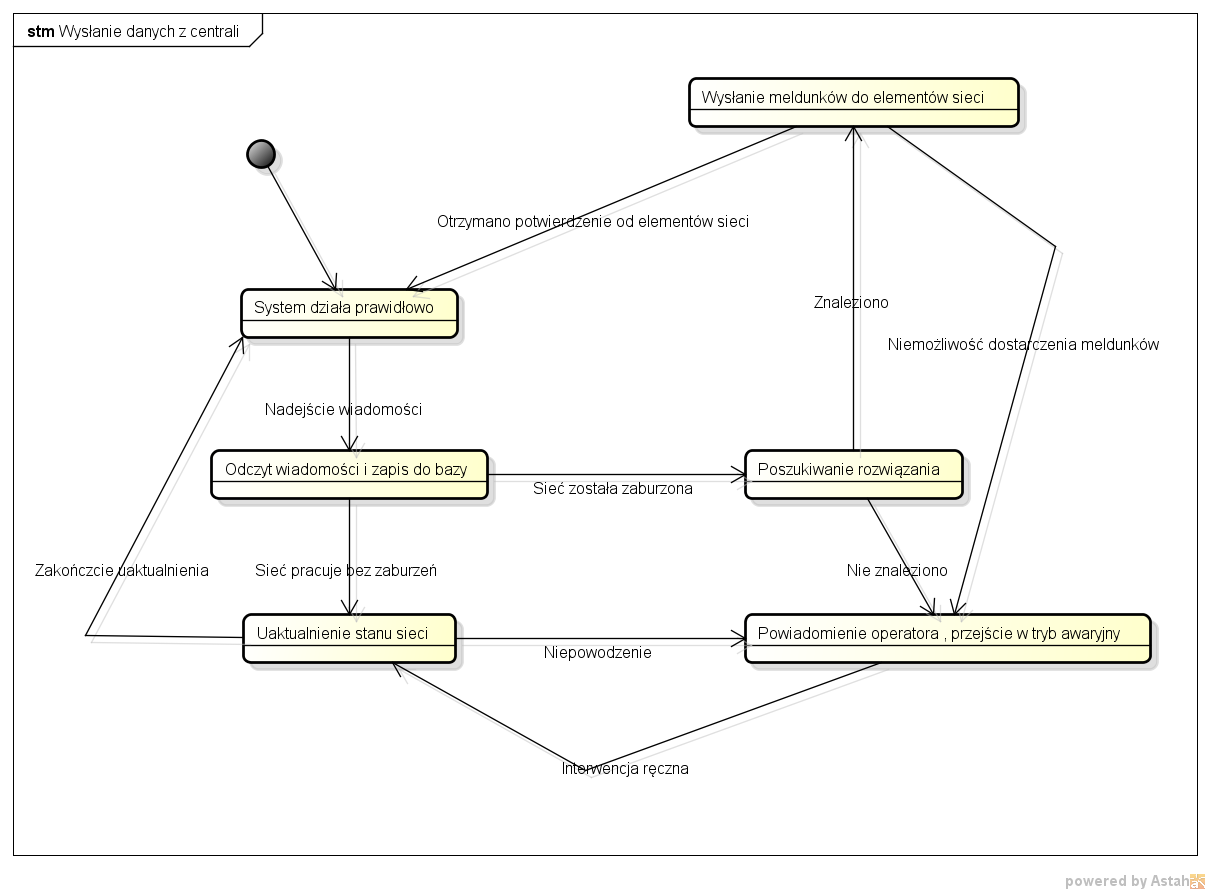 stm Wysłanie danych z centrali
Wysłanie meldunków do elementów sieci
Otrzymano potwierdzenie od elementów sieci
Znaleziono
System działa prawidłowo
Niemożliwość dostarczenia meldunków
Nadejście wiadomości
Odczyt wiadomości i zapis do bazy
Poszukiwanie rozwiązania
Sieć została zaburzona
Zakończcie uaktualnienia
Sieć pracuje bez zaburzeń
Nie znaleziono
Uaktualnienie stanu sieci
Powiadomienie operatora , przejście w tryb awaryjny
Niepowodzenie
Interwencja ręczna
powered by Astah